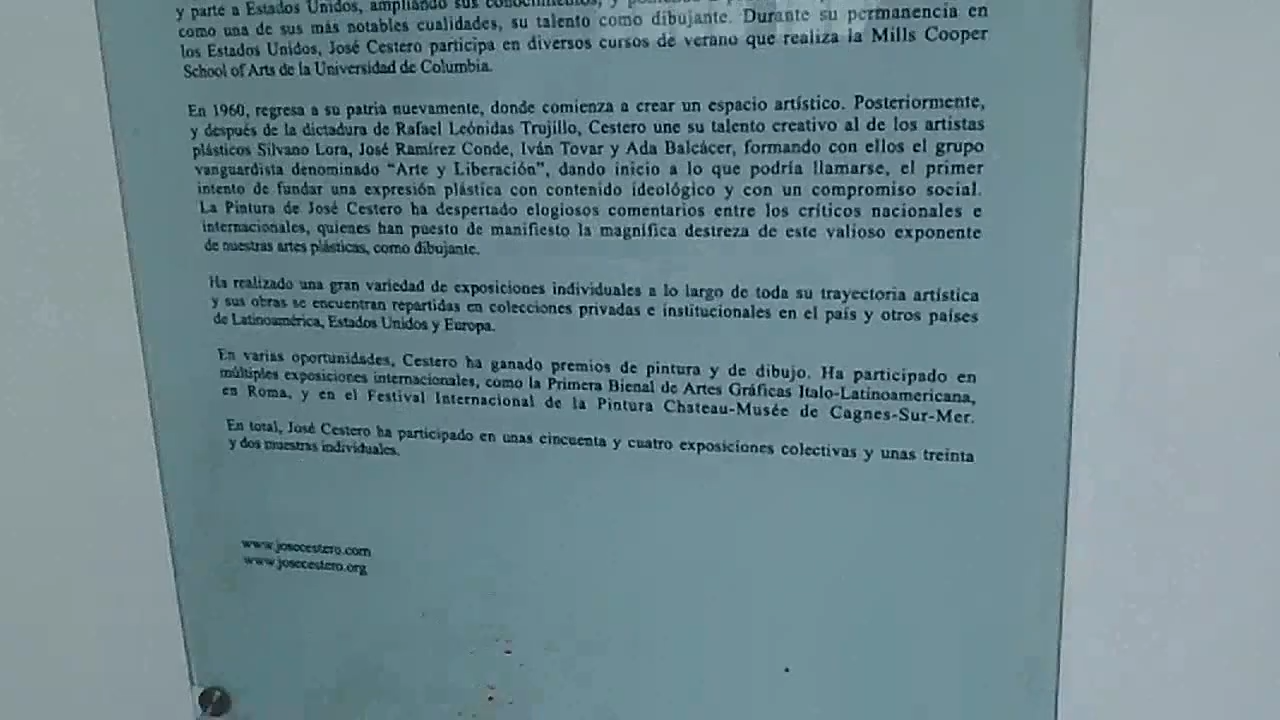 y parte a Estados Unidos, ampliando sus conocimientos, y
como una de sus más notables cualidades, su talento como dibujante. Durante su permanencia en
los Estados Unidos, José Cestero participa en diversos cursos de verano que realiza la Mills Cooper
School of Arts de la Universidad de Columbia.
En 1960, regresa a su patria nuevamente, donde comienza a crear un espacio artístico. Posteriormente,
y después de la dictadura de Rafael Leónidas Trujillo, Cestero une su talento creativo al de los artistas
plásticos Silvano Lora, José Ramírez Conde, Iván Tovar y Ada Balcácer, formando con ellos el grupo
vanguardista denominado “Arte y Liberación”, dando inicio a lo que podría llamarse, el primer
intento de fundar una expresión plástica con contenido ideológico y con un compromiso social.
La Pintura de José Cestero ha despertado elogiosos comentarios entre los críticos nacionales e
internacionales, quienes han puesto de manifiesto la magnífica destreza de este valioso exponente
de nuestras artes plásticas, como dibujante.
Ha realizado una gran variedad de exposiciones individuales a lo largo de toda su trayectoria artística
y sus obras se encuentran repartidas en colecciones privadas e institucionales en el país y otros países
de Latinoamérica, Estados Unidos y Europa.
En varias oportunidades, Cestero ha ganado premios de pintura y de dibujo. Ha participado en
múltiples exposiciones internacionales, como la Primera Bienal de Artes Gráficas Italo-Latinoamericana,
en Roma, y en el Festival Internacional de la Pintura Chateau-Musée de Cagnes-Sur-Mer.
En total, José Cestero ha participado en unas cincuenta y cuatro exposiciones colectivas y unas treinta
y dos muestras individuales.
www.josecestero.com
www.josecestero.org